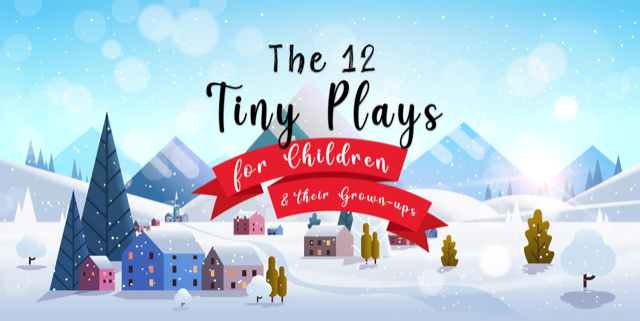 The 12
Tiny Plays
for Children
& their Grown-ups